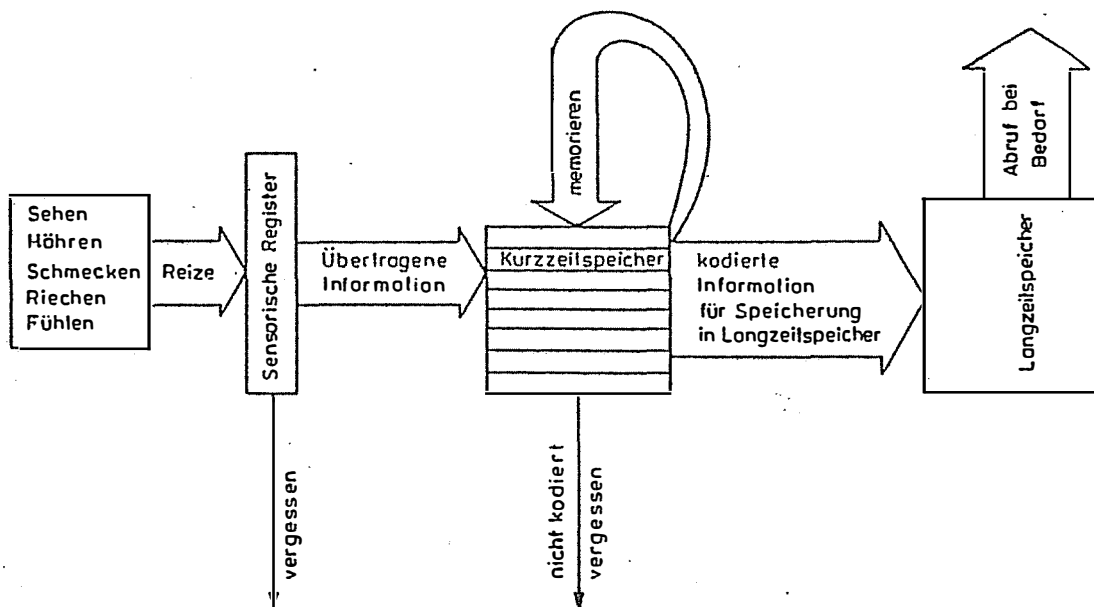 Sehen
Höhren
Schmecken
Riechen
Fühlen
Reize
Sensorische Register
vergessen
Übertragene
Information
memorieren
Kurzzeitspeicher
nicht kodiert
vergessen
kodierte
Information
für Speicherung
in Langzeitspeicher
Langzeitspeicher
Abruf bei
Bedarf